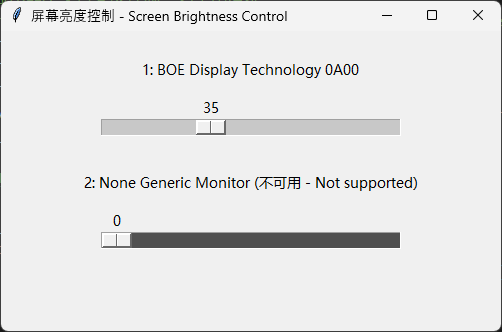 屏幕亮度控制 - Screen Brightness Control
1: BOE Display Technology 0A00
35
2: None Generic Monitor (不可用 - Not supported)
0